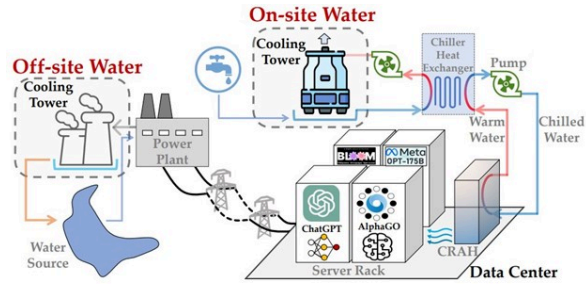 On-site Water
Cooling
Tower
Chiller
Heat
Exchanger
Pump
Off-site Water
Cooling
Tower
Power
Plant
Warm
Water
Chilled
Water
BLOOM
Meta
OPT-175B
ChatGPT
AlphaGO
Water
Source
Server Rack
CRAH
Data Center